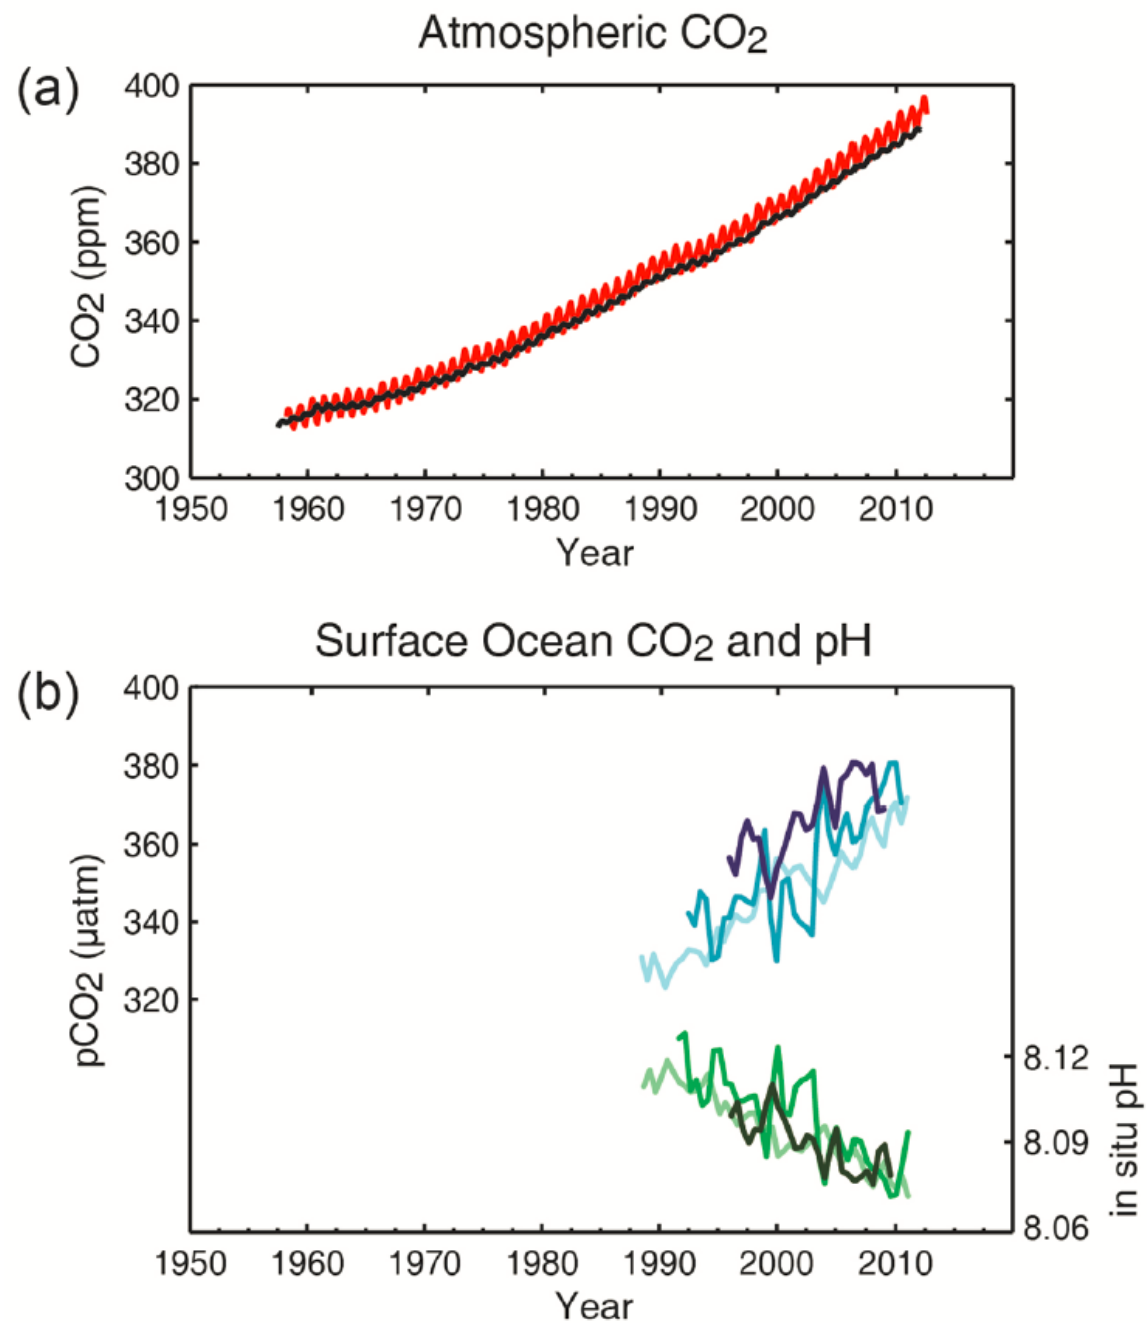 Atmospheric CO2
(a)
400
380
360
340
320
300
CO2 (ppm)
1950 1960 1970 1980 1990 2000 2010
Year
Surface Ocean CO2 and pH
(b)
400
380
360
340
320
pCO2 (µatm)
8.12
8.09
8.06
in situ pH
1950 1960 1970 1980 1990 2000 2010
Year